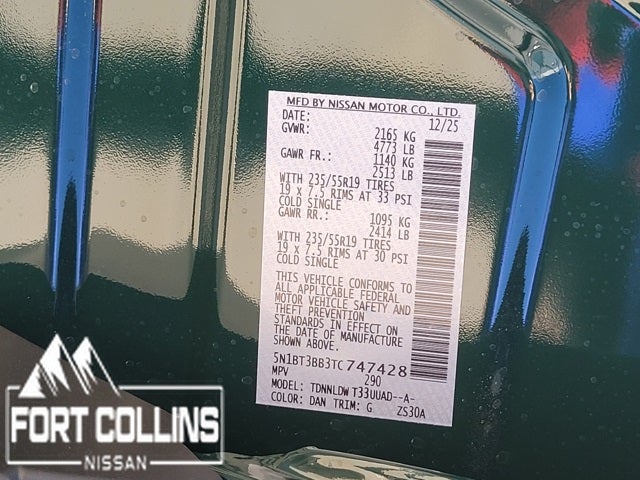 MFD BY NISSAN MOTOR CO., LTD.
DATE: 12/25
GVWR: 2165 KG
4773 LB
GAWR FR.: 1140 KG
2513 LB
WITH 235/55R19 TIRES
19 x 7.5 RIMS AT 33 PSI
COLD SINGLE
GAWR RR.: 1095 KG
2414 LB
WITH 235/55R19 TIRES
19 x 7.5 RIMS AT 30 PSI
COLD SINGLE
THIS VEHICLE CONFORMS TO
ALL APPLICABLE FEDERAL
MOTOR VEHICLE SAFETY AND
THEFT PREVENTION
STANDARDS IN EFFECT ON
THE DATE OF MANUFACTURE
SHOWN ABOVE.
5N1BT3BB3TC747428
MPV 290
MODEL: TDNNLDW T33UUAD--A-
COLOR: DAN TRIM: G ZS30A
FORT COLLINS
NISSAN